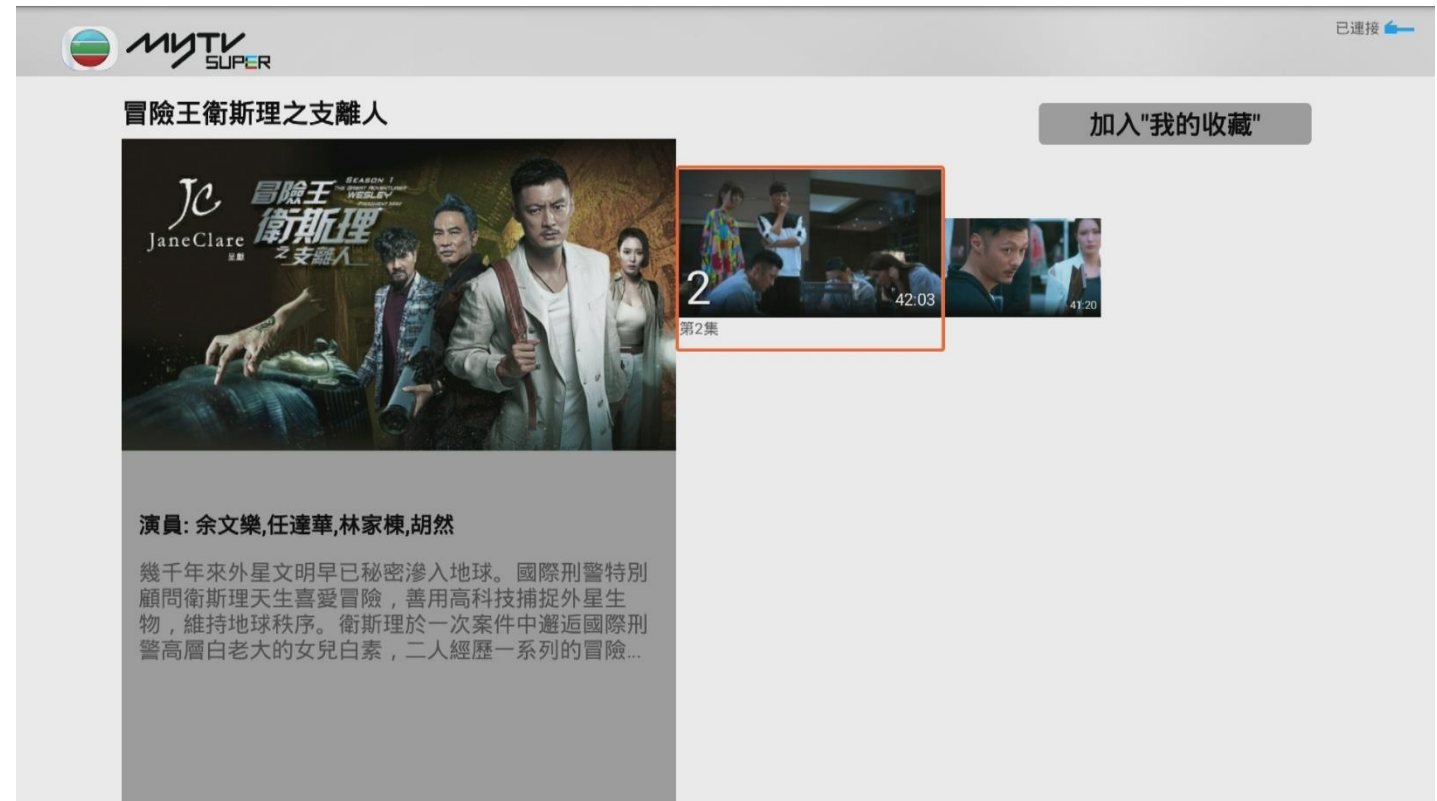 已連接
MYTV
SUPER
冒險王衛斯理之支離人
加入"我的收藏"
JC
JaneClare
呈獻
SEASON 1
THE GREAT ADVENTURER
WESLEY
冒險王
衛斯理
之支離人
2
42:03
第2集
41:20
演員: 余文樂,任達華,林家棟,胡然
幾千年來外星文明早已秘密滲入地球。國際刑警特別
顧問衛斯理天生喜愛冒險，善用高科技捕捉外星生
物，維持地球秩序。衛斯理於一次案件中邂逅國際刑
警高層白老大的女兒白素，二人經歷一系列的冒險...